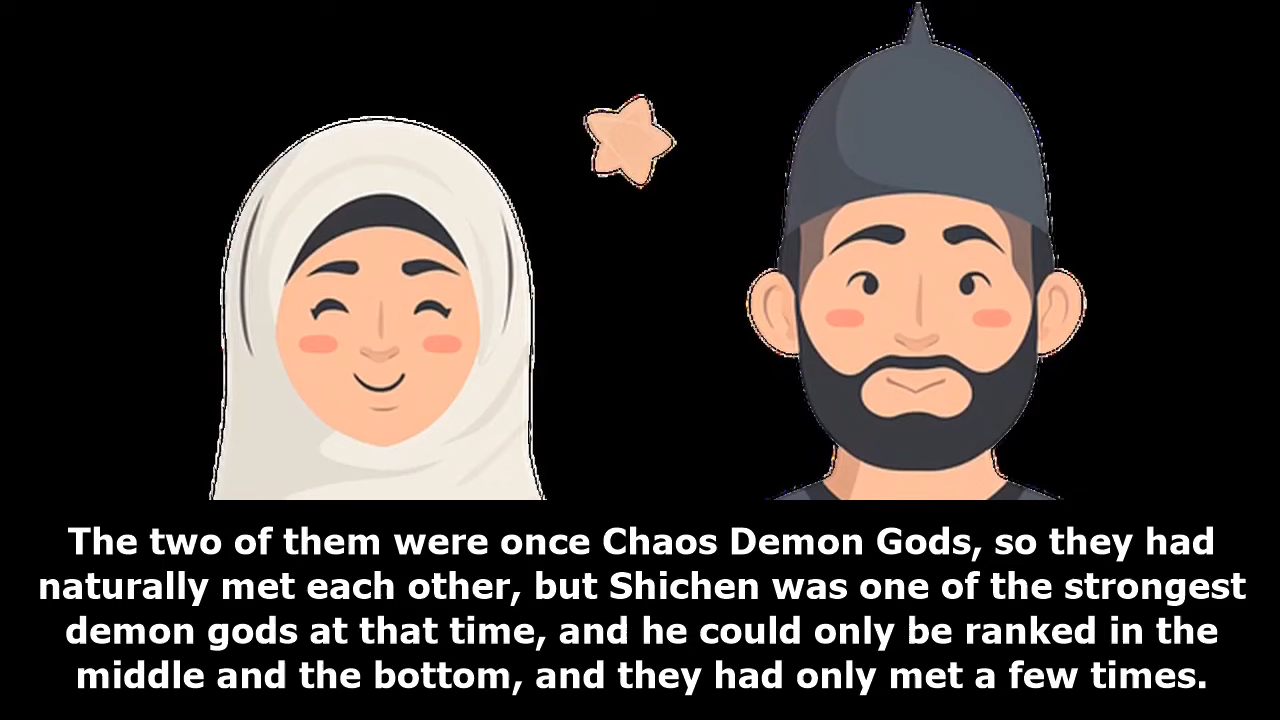 The two of them were once Chaos Demon Gods, so they had
naturally met each other, but Shichen was one of the strongest
demon gods at that time, and he could only be ranked in the
middle and the bottom, and they had only met a few times.